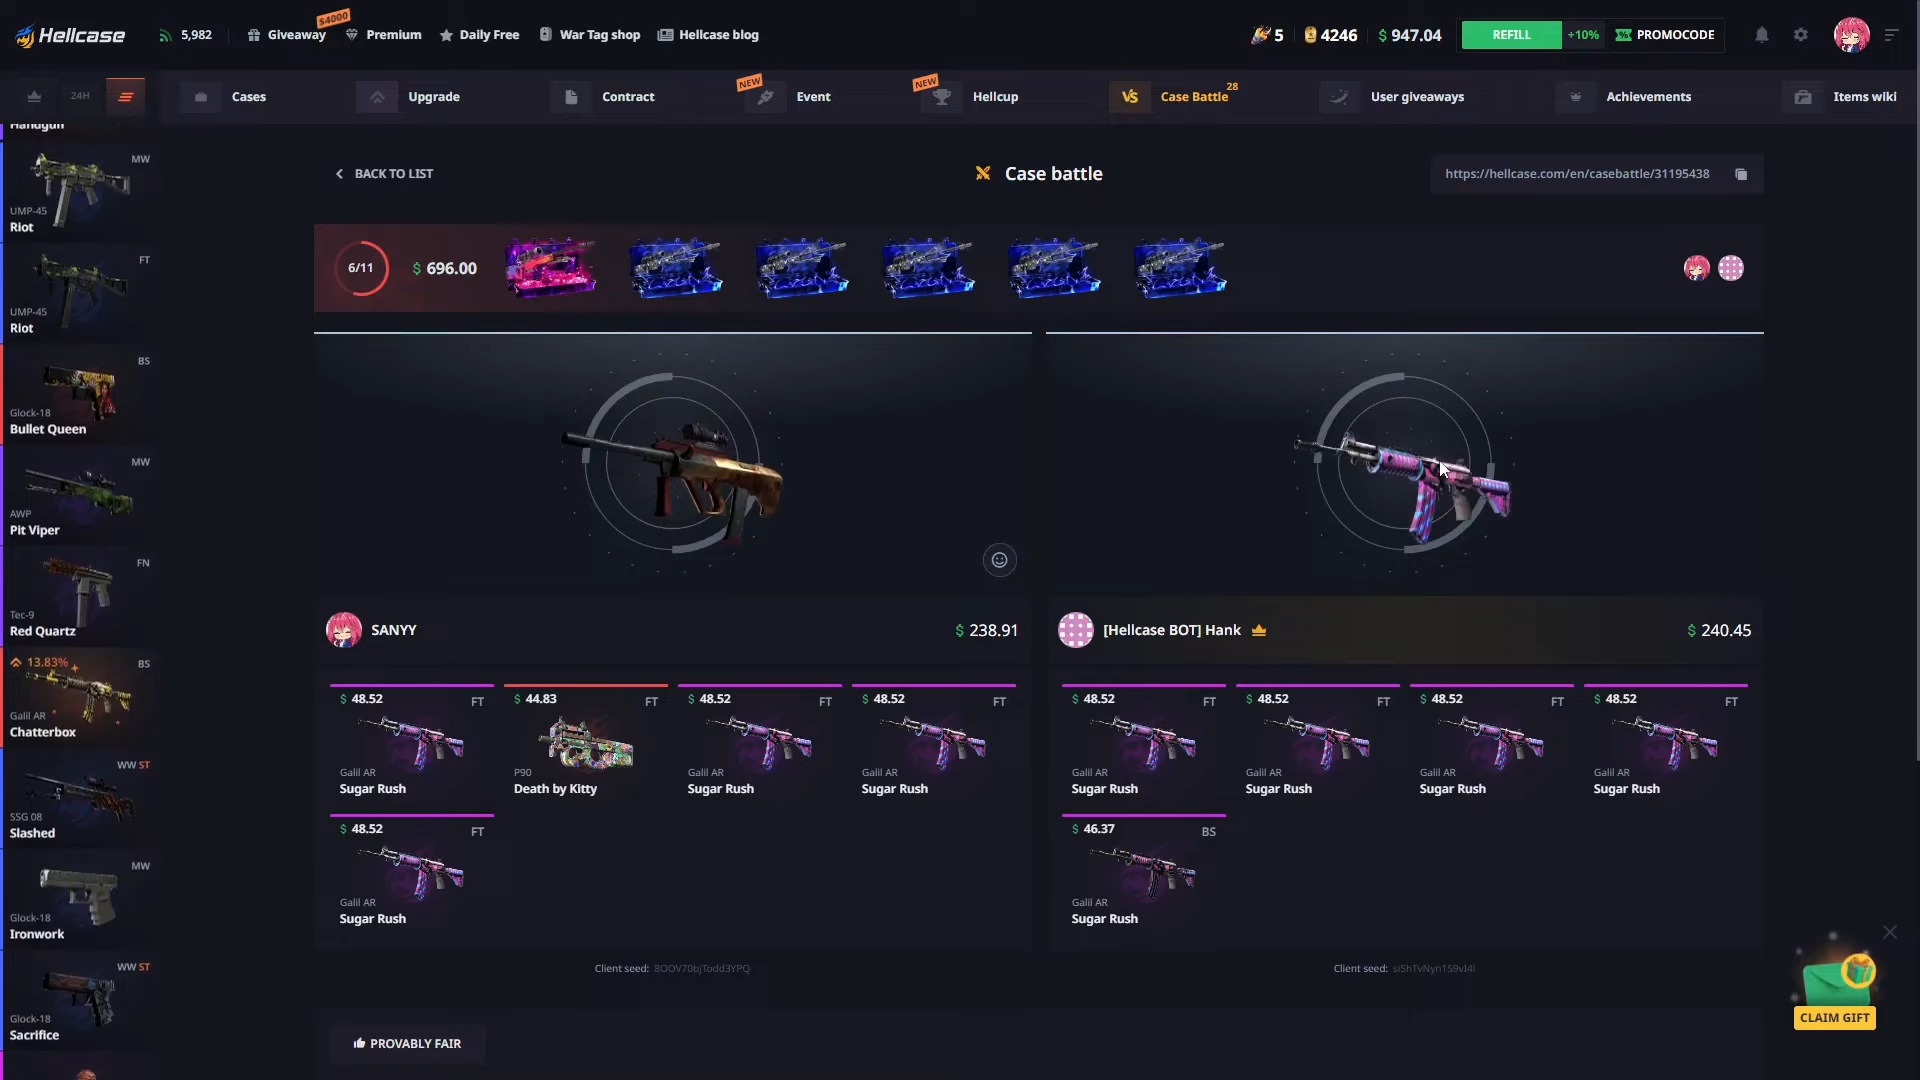 Hellcase
5,982
Giveaway
$4000
Premium
Daily Free
War Tag shop
Hellcase blog
5
4246
$ 947.04
REFILL
+10%
PROMOCODE
24H
Cases
Upgrade
Contract
NEW
Event
NEW
Hellcup
VS
Case Battle
28
User giveaways
Achievements
Items wiki
Handgun
MW
UMP-45
Riot
FT
UMP-45
Riot
BS
Glock-18
Bullet Queen
MW
AWP
Pit Viper
FN
Tec-9
Red Quartz
13.83%
BS
Galil AR
Chatterbox
WW ST
SSG 08
Slashed
MW
Glock-18
Ironwork
WW ST
Glock-18
Sacrifice
BACK TO LIST
Case battle
https://hellcase.com/en/casebattle/31195438
6/11
$ 696.00
SANYY
$ 238.91
[Hellcase BOT] Hank
$ 240.45
$ 48.52 FT
Galil AR
Sugar Rush
$ 44.83 FT
P90
Death by Kitty
$ 48.52 FT
Galil AR
Sugar Rush
$ 48.52 FT
Galil AR
Sugar Rush
$ 48.52 FT
Galil AR
Sugar Rush
$ 48.52 FT
Galil AR
Sugar Rush
$ 48.52 FT
Galil AR
Sugar Rush
$ 48.52 FT
Galil AR
Sugar Rush
$ 48.52 FT
Galil AR
Sugar Rush
$ 46.37 BS
Galil AR
Sugar Rush
Client seed:
Client seed:
PROVABLY FAIR
CLAIM GIFT